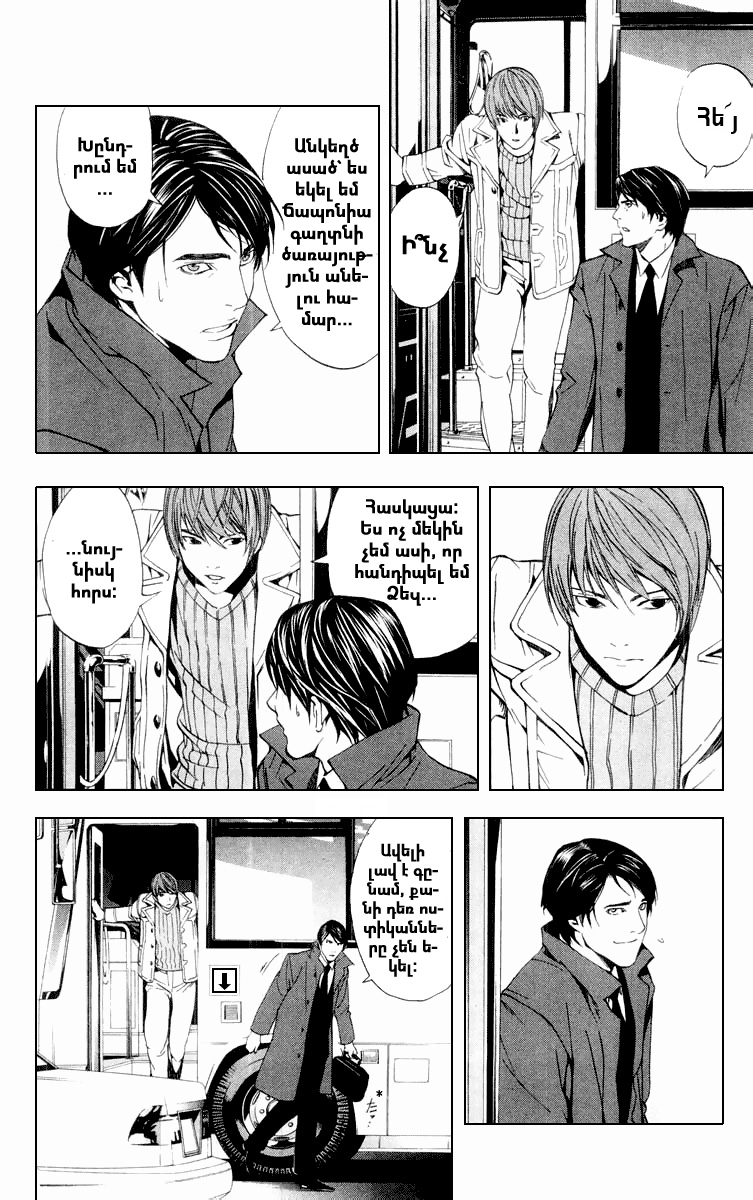 Հե՛յ
Ի՞նչ
Անկեղծ
ասած՝ ես
եկել եմ
Ճապոնիա
գաղտնի
ծառայութ-
յուն անե-
լու հա-
մար...
Խընդ-
րում եմ
...
Հասկացա:
Ես ոչ մեկին
չեմ ասի, որ
հանդիպել եմ
Ձեզ...
...նույ-
նիսկ
հորս:
Ավելի
լավ է գը-
նամ, քա-
նի դեռ ոս-
տիկաննե-
րը չեն ե-
կել:
*